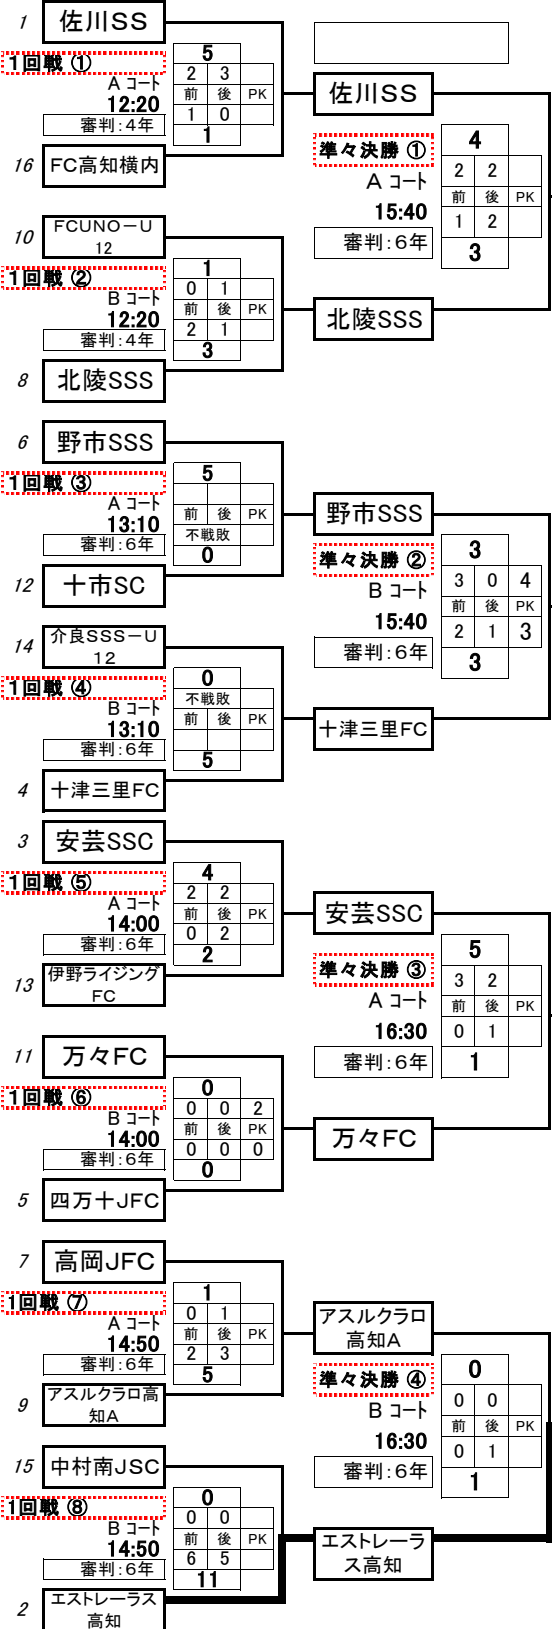 1
佐川SS
1回戦 ①
A コート
12:20
審判:4年
5
2 3
前 後 PK
1 0
1
16
FC高知横内
佐川SS
準々決勝 ①
A コート
15:40
審判:6年
4
2 2
前 後 PK
1 2
3
10
FCUNO-U
12
1回戦 ②
B コート
12:20
審判:4年
1
0 1
前 後 PK
2 1
3
8
北陵SSS
北陵SSS
6
野市SSS
1回戦 ③
A コート
13:10
審判:6年
5
前 後 PK
不戦敗
0
12
十市SC
野市SSS
準々決勝 ②
B コート
15:40
審判:6年
3
3 0 4
前 後 PK
2 1 3
3
14
介良SSS-U
12
1回戦 ④
B コート
13:10
審判:6年
0
不戦敗
前 後 PK
5
4
十津三里FC
十津三里FC
3
安芸SSC
1回戦 ⑤
A コート
14:00
審判:6年
4
2 2
前 後 PK
0 2
2
13
伊野ライジング
FC
安芸SSC
準々決勝 ③
A コート
16:30
審判:6年
5
3 2
前 後 PK
0 1
1
11
万々FC
1回戦 ⑥
B コート
14:00
審判:6年
0
0 0 2
前 後 PK
0 0 0
0
5
四万十JFC
万々FC
7
高岡JFC
1回戦 ⑦
A コート
14:50
審判:6年
1
0 1
前 後 PK
2 3
5
9
アスルクラロ高
知A
アスルクラロ
高知A
準々決勝 ④
B コート
16:30
審判:6年
0
0 0
前 後 PK
0 1
1
15
中村南JSC
1回戦 ⑧
B コート
14:50
審判:6年
0
0 0
前 後 PK
6 5
11
2
エストレーラス
高知
エストレーラ
ス高知